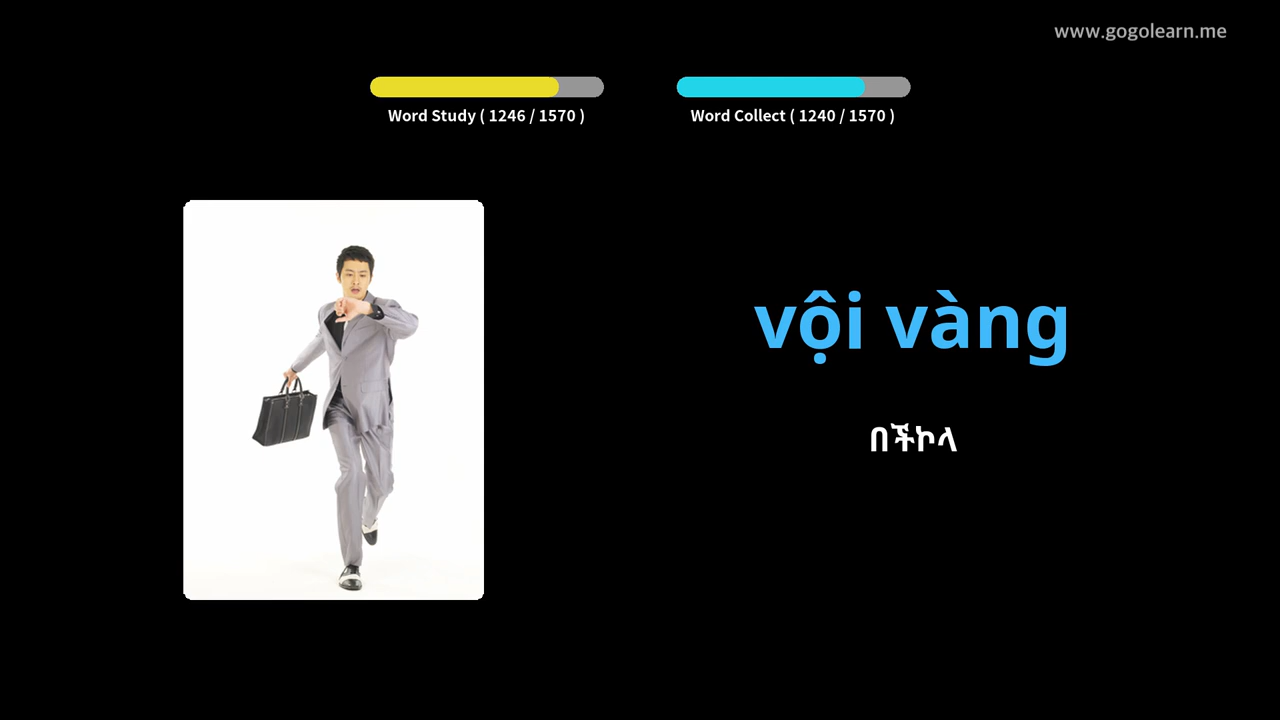 www.gogolearn.me
Word Study ( 1246 / 1570 )
Word Collect ( 1240 / 1570 )
vội vàng
በችኮላ